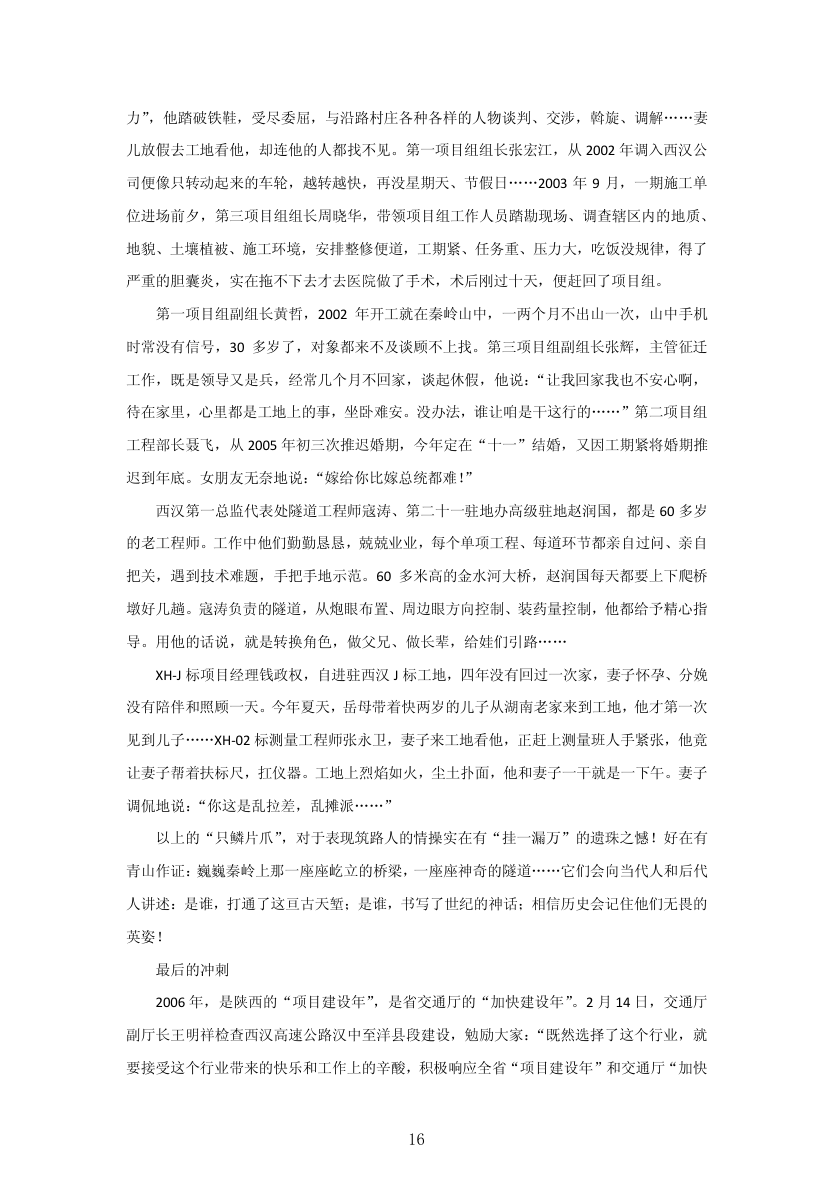 力”，他踏破铁鞋，受尽委屈，与沿路村庄各种各样的人物谈判、交涉，斡旋、调解……妻
儿放假去工地看他，却连他的人都找不见。第一项目组组长张宏江，从 2002 年调入西汉公
司便像只转动起来的车轮，越转越快，再没星期天、节假日……2003 年 9 月，一期施工单
位进场前夕，第三项目组组长周晓华，带领项目组工作人员踏勘现场、调查辖区内的地质、
地貌、土壤植被、施工环境，安排整修便道，工期紧、任务重、压力大，吃饭没规律，得了
严重的胆囊炎，实在拖不下去才去医院做了手术，术后刚过十天，便赶回了项目组。
第一项目组副组长黄哲，2002 年开工就在秦岭山中，一两个月不出山一次，山中手机
时常没有信号，30 多岁了，对象都来不及谈顾不上找。第三项目组副组长张辉，主管征迁
工作，既是领导又是兵，经常几个月不回家，谈起休假，他说：“让我回家我也不安心啊，
待在家里，心里都是工地上的事，坐卧难安。没办法，谁让咱是干这行的……”第二项目组
工程部长聂飞，从 2005 年初三次推迟婚期，今年定在“十一”结婚，又因工期紧将婚期推
迟到年底。女朋友无奈地说：“嫁给你比嫁总统都难！”
西汉第一总监代表处隧道工程师寇涛、第二十一驻地办高级驻地赵润国，都是 60 多岁
的老工程师。工作中他们勤勤恳恳，兢兢业业，每个单项工程、每道环节都亲自过问、亲自
把关，遇到技术难题，手把手地示范。60 多米高的金水河大桥，赵润国每天都要上下爬桥
墩好几趟。寇涛负责的隧道，从炮眼布置、周边眼方向控制、装药量控制，他都给予精心指
导。用他的话说，就是转换角色，做父兄、做长辈，给娃们引路……
XH-J 标项目经理钱政权，自进驻西汉 J 标工地，四年没有回过一次家，妻子怀孕、分娩
没有陪伴和照顾一天。今年夏天，岳母带着快两岁的儿子从湖南老家来到工地，他才第一次
见到儿子……XH-02 标测量工程师张永卫，妻子来工地看他，正赶上测量班人手紧张，他竟
让妻子帮着扶标尺，扛仪器。工地上烈焰如火，尘土扑面，他和妻子一干就是一下午。妻子
调侃地说：“你这是乱拉差，乱摊派……”
以上的“只鳞片爪”，对于表现筑路人的情操实在有“挂一漏万”的遗珠之憾！好在有
青山作证：巍巍秦岭上那一座座屹立的桥梁，一座座神奇的隧道……它们会向当代人和后代
人讲述：是谁，打通了这亘古天堑；是谁，书写了世纪的神话；相信历史会记住他们无畏的
英姿！
最后的冲刺
2006 年，是陕西的“项目建设年”，是省交通厅的“加快建设年”。2 月 14 日，交通厅
副厅长王明祥检查西汉高速公路汉中至洋县段建设，勉励大家：“既然选择了这个行业，就
要接受这个行业带来的快乐和工作上的辛酸，积极响应全省“项目建设年”和交通厅“加快
16